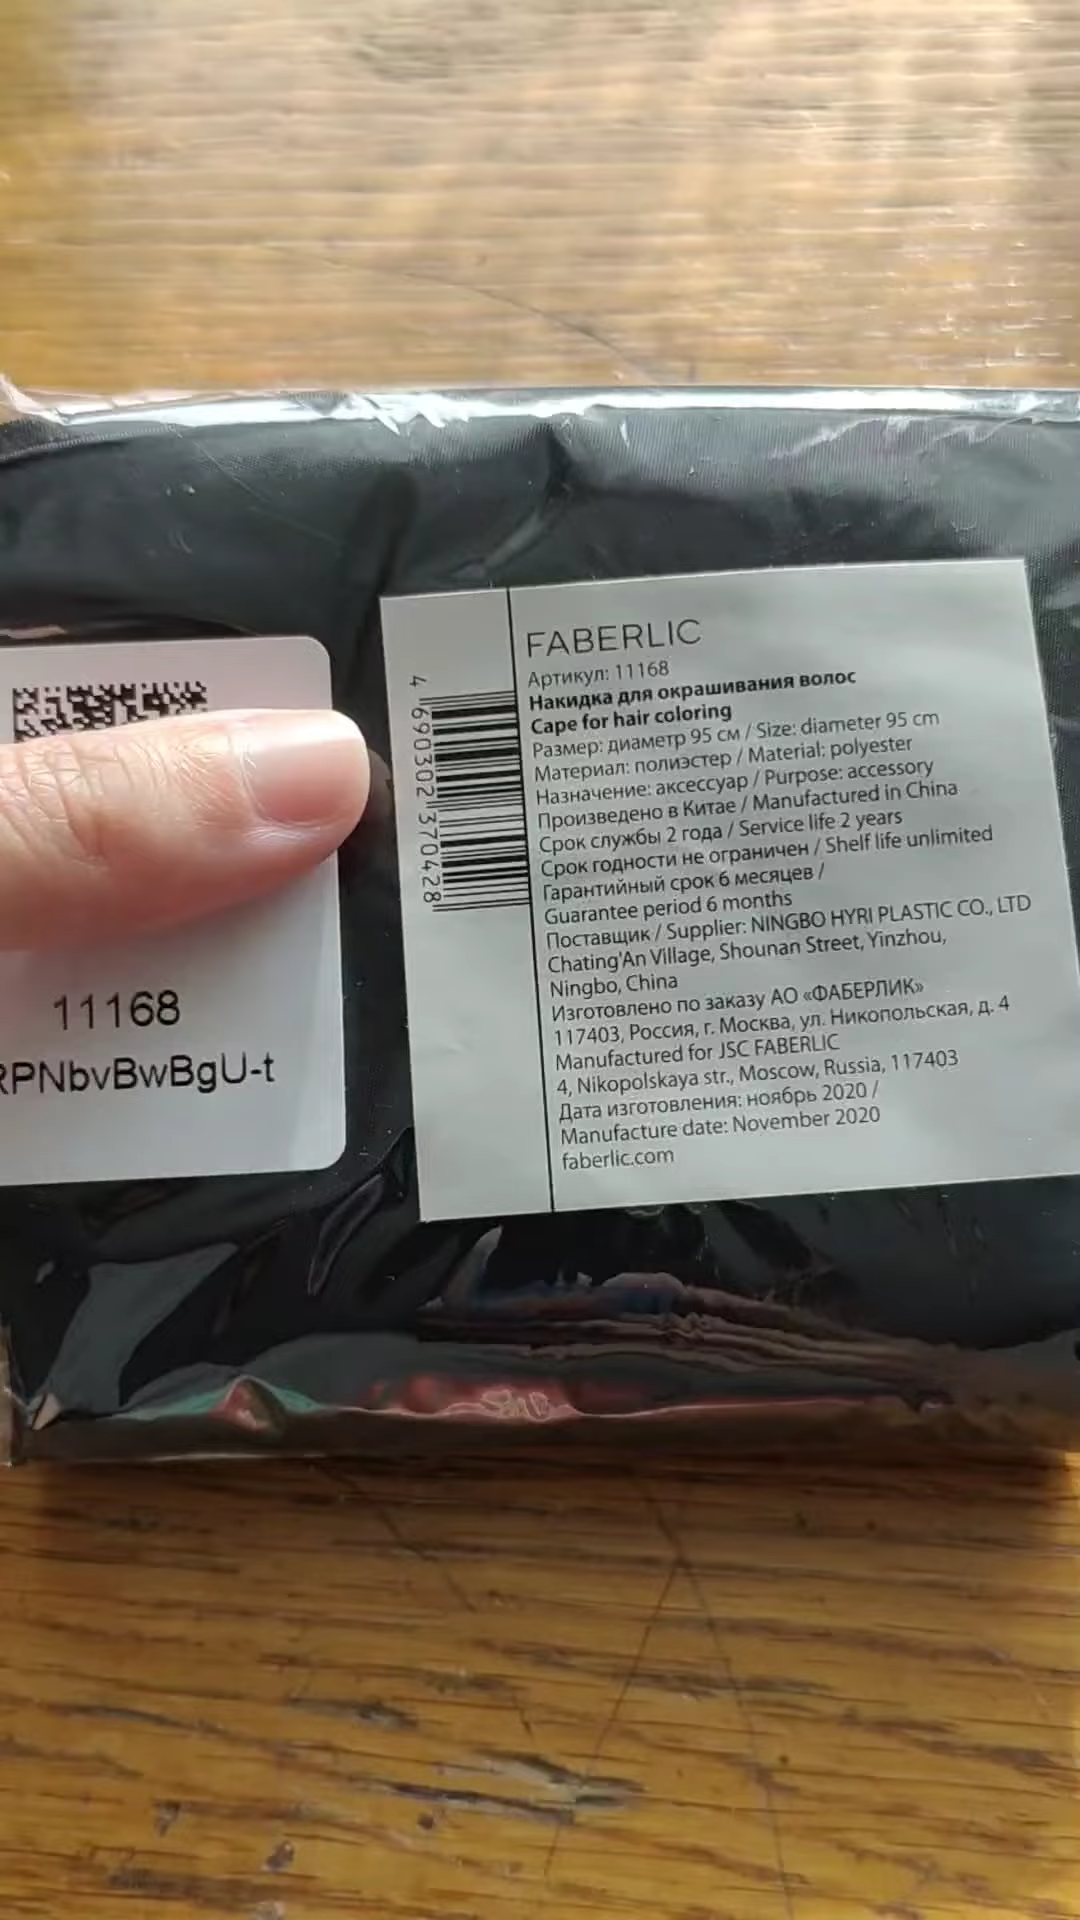 11168
RPNbvBwBgU-t
4 690302 370428
FABERLIC
Артикул: 11168
Накидка для окрашивания волос
Cape for hair coloring
Размер: диаметр 95 см / Size: diameter 95 cm
Материал: полиэстер / Material: polyester
Назначение: аксессуар / Purpose: accessory
Произведено в Китае / Manufactured in China
Срок службы 2 года / Service life 2 years
Срок годности не ограничен / Shelf life unlimited
Гарантийный срок 6 месяцев /
Guarantee period 6 months
Поставщик / Supplier: NINGBO HYRI PLASTIC CO., LTD
Chating'An Village, Shounan Street, Yinzhou,
Ningbo, China
Изготовлено по заказу АО «ФАБЕРЛИК»
117403, Россия, г. Москва, ул. Никопольская, д. 4
Manufactured for JSC FABERLIC
4, Nikopolskaya str., Moscow, Russia, 117403
Дата изготовления: ноябрь 2020 /
Manufacture date: November 2020
faberlic.com